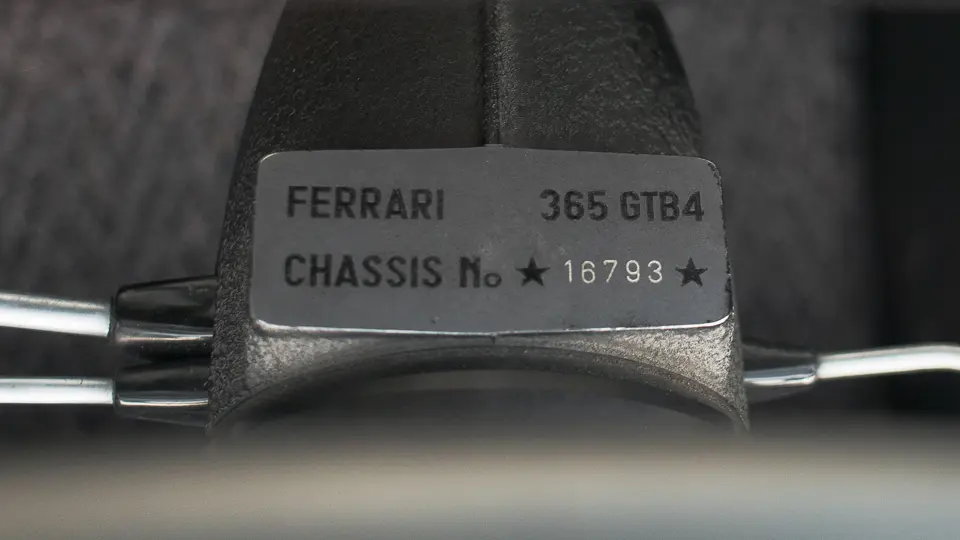 FERRARI 365 GTB4
CHASSIS No ★ 16793 ★